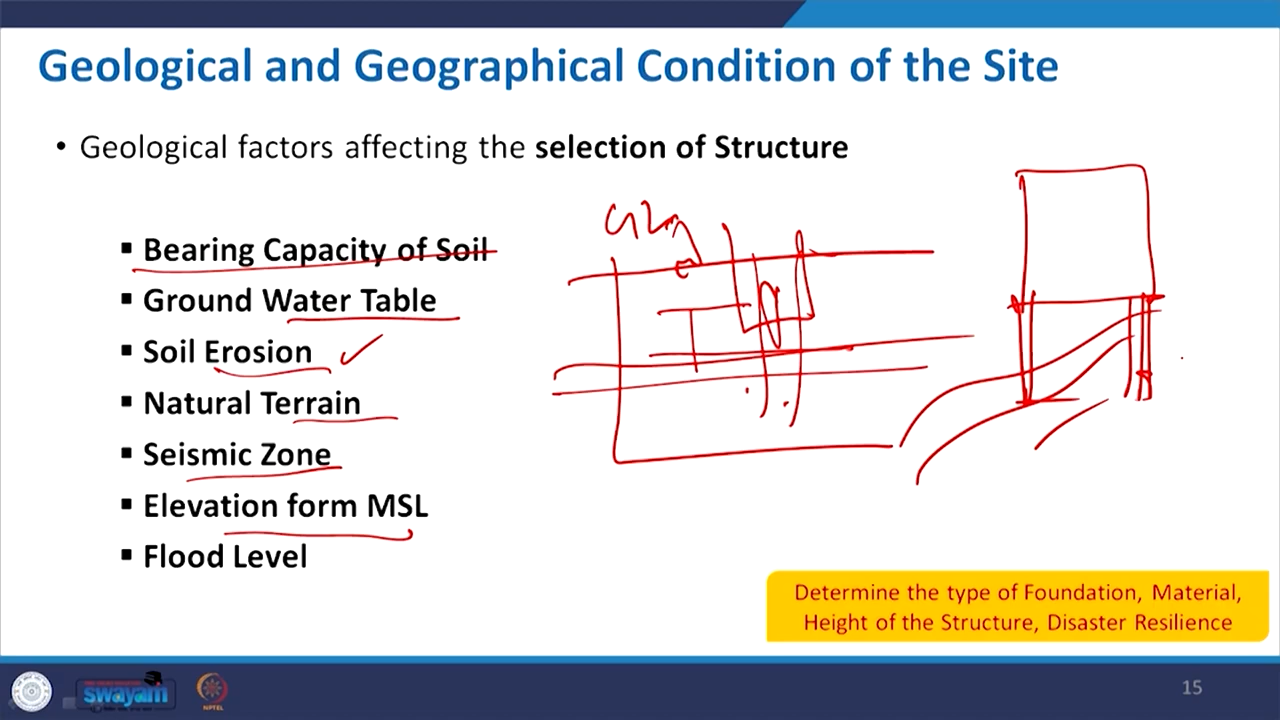 Geological and Geographical Condition of the Site
• Geological factors affecting the selection of Structure
▪ Bearing Capacity of Soil
▪ Ground Water Table
▪ Soil Erosion
▪ Natural Terrain
▪ Seismic Zone
▪ Elevation form MSL
▪ Flood Level
Determine the type of Foundation, Material,
Height of the Structure, Disaster Resilience
swayam
NPTEL
15